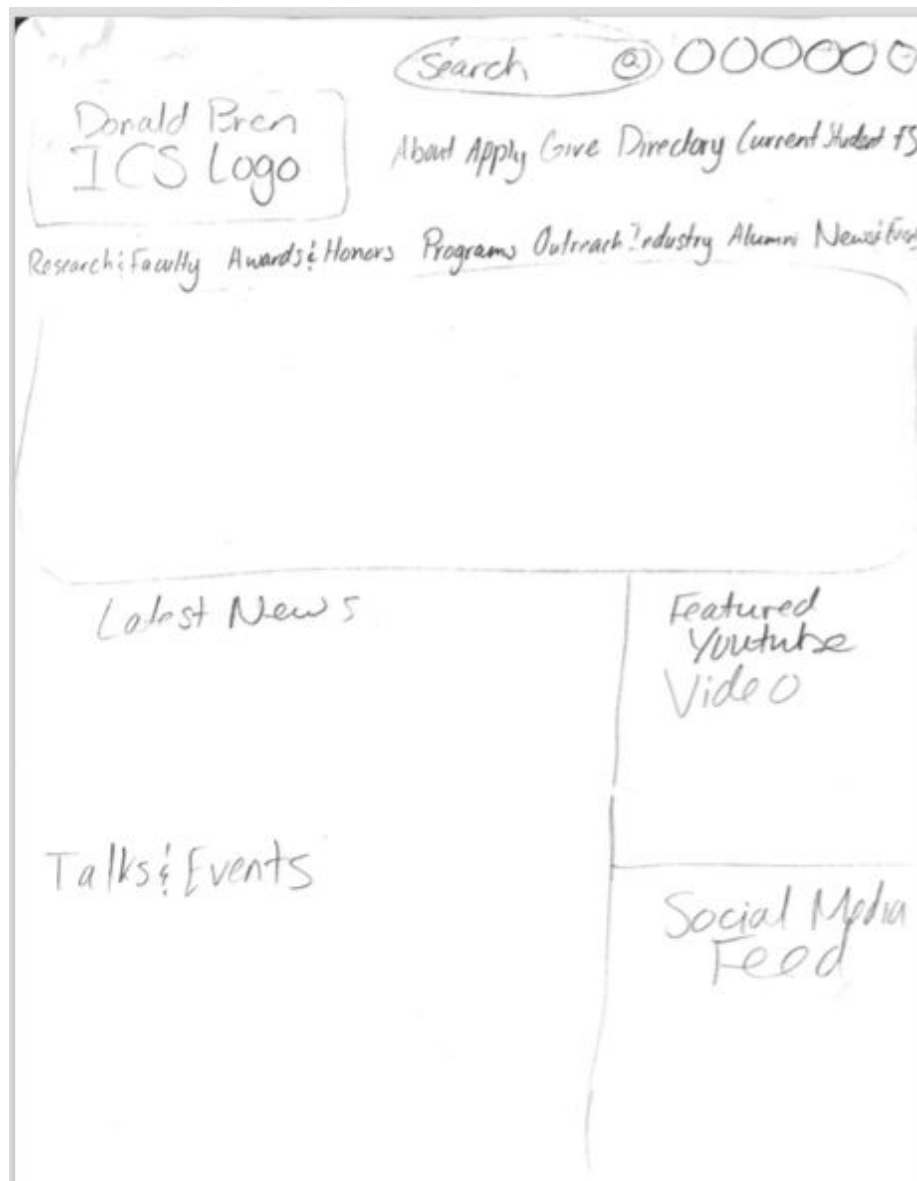 Search
Donald Bren
ICS Logo
About Apply Give Directory Current Student
Research & Faculty Awards & Honors Programs Outreach Industry Alumni News &
Latest News
Featured
Youtube
Video
Talks & Events
Social Media
Feed